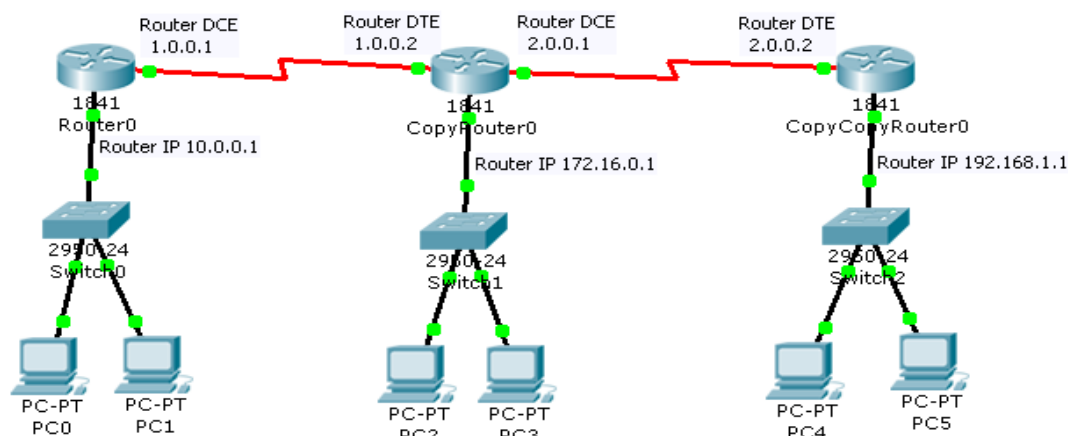 Router DCE
1.0.0.1
Router DTE
1.0.0.2
Router DCE
2.0.0.1
Router DTE
2.0.0.2
1841
Router0
1841
CopyRouter0
1841
CopyCopyRouter0
Router IP 10.0.0.1
Router IP 172.16.0.1
Router IP 192.168.1.1
2950-24
Switch0
2950-24
Switch1
2950-24
Switch2
PC-PT
PC0
PC-PT
PC1
PC-PT
PC2
PC-PT
PC3
PC-PT
PC4
PC-PT
PC5